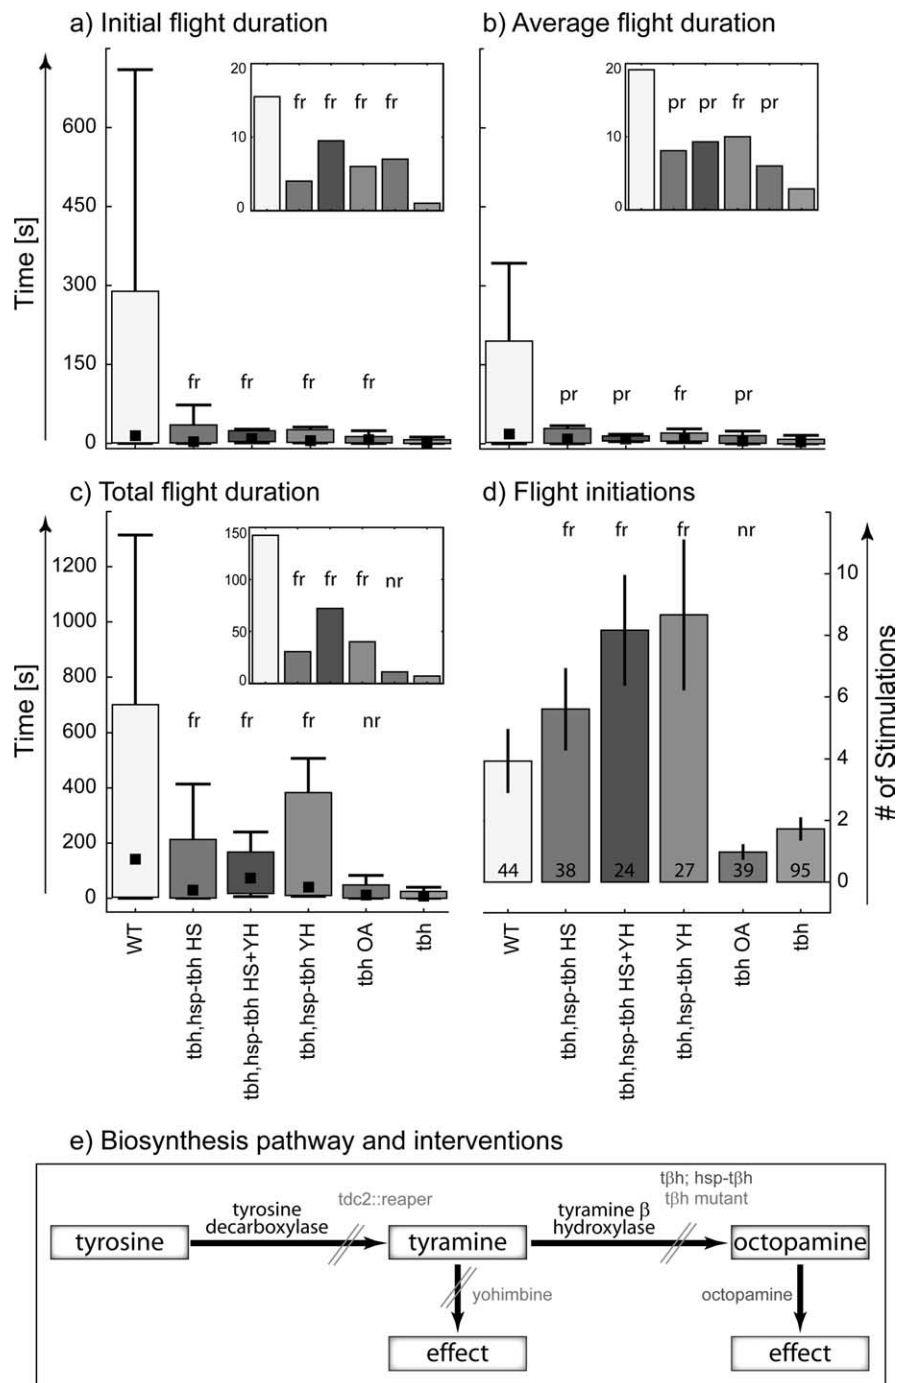 a) Initial flight duration
b) Average flight duration
Time [s]
600
450
300
150
0
20
10
0
fr fr fr fr
fr fr fr fr
20
10
0
pr pr fr pr
pr pr fr pr
c) Total flight duration
d) Flight initiations
Time [s]
1200
1000
800
600
400
200
0
150
100
50
0
fr fr fr nr
fr fr fr nr
fr fr fr nr
10
8
6
4
2
0
# of Stimulations
44 38 24 27 39 95
WT
tbh,hsp-tbh HS
tbh,hsp-tbh HS+YH
tbh,hsp-tbh YH
tbh OA
tbh
WT
tbh,hsp-tbh HS
tbh,hsp-tbh HS+YH
tbh,hsp-tbh YH
tbh OA
tbh
e) Biosynthesis pathway and interventions
tyrosine
tyrosine
decarboxylase
tdc2::reaper
tyramine
tyramine β
hydroxylase
tβh; hsp-tβh
tβh mutant
octopamine
yohimbine
octopamine
effect
effect